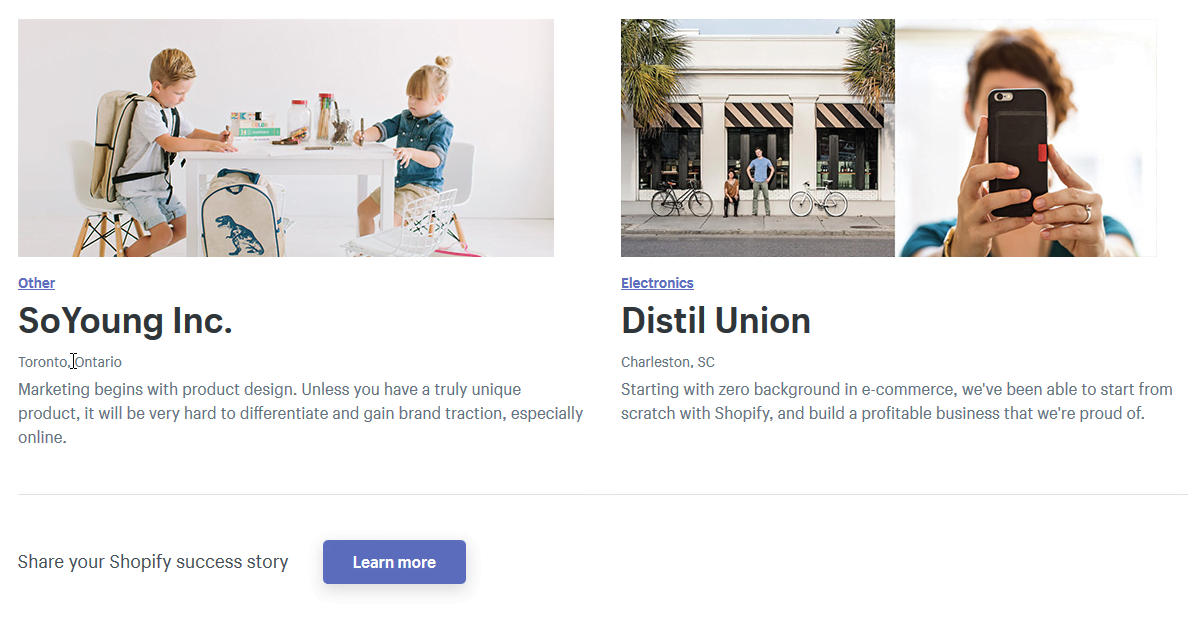 Other
SoYoung Inc.
Toronto, Ontario
Marketing begins with product design. Unless you have a truly unique
product, it will be very hard to differentiate and gain brand traction, especially
online.
Electronics
Distil Union
Charleston, SC
Starting with zero background in e-commerce, we've been able to start from
scratch with Shopify, and build a profitable business that we're proud of.
Share your Shopify success story
Learn more